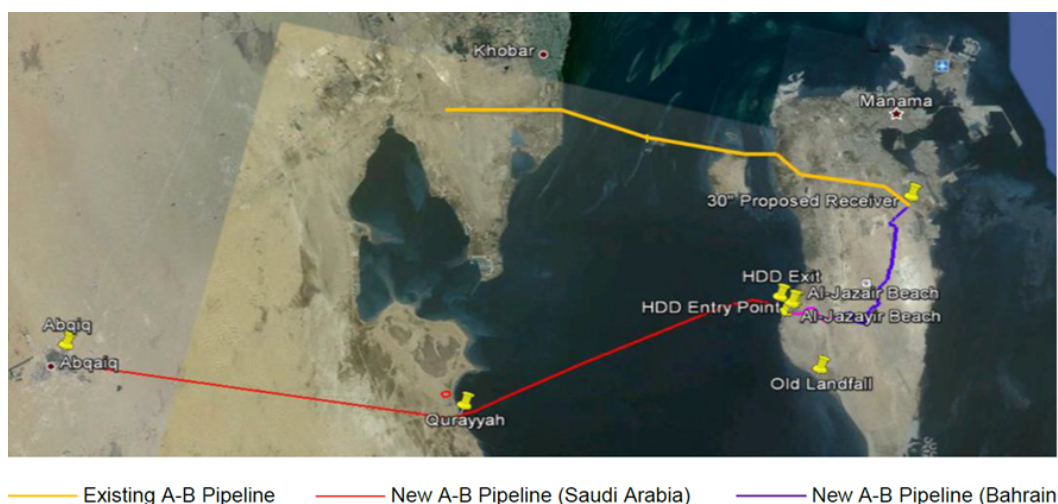 Khobar
Manama
30" Proposed Receiver
HDD Exit
Al-Jazair Beach
HDD Entry Point
Al-Jazayir Beach
Abqiq
Abqaiq
Old Landfall
Qurayyah
Existing A-B Pipeline
New A-B Pipeline (Saudi Arabia)
New A-B Pipeline (Bahrain